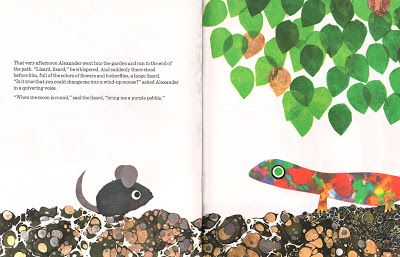 That very afternoon Alexander went into the garden and ran to the end of
the path. "Lizard, lizard," he whispered. And suddenly there stood
before him, full of the colors of flowers and butterflies, a large lizard.
"Is it true that you could change me into a wind-up mouse?" asked Alexander
in a quivering voice.
"When the moon is round," said the lizard, "bring me a purple pebble."